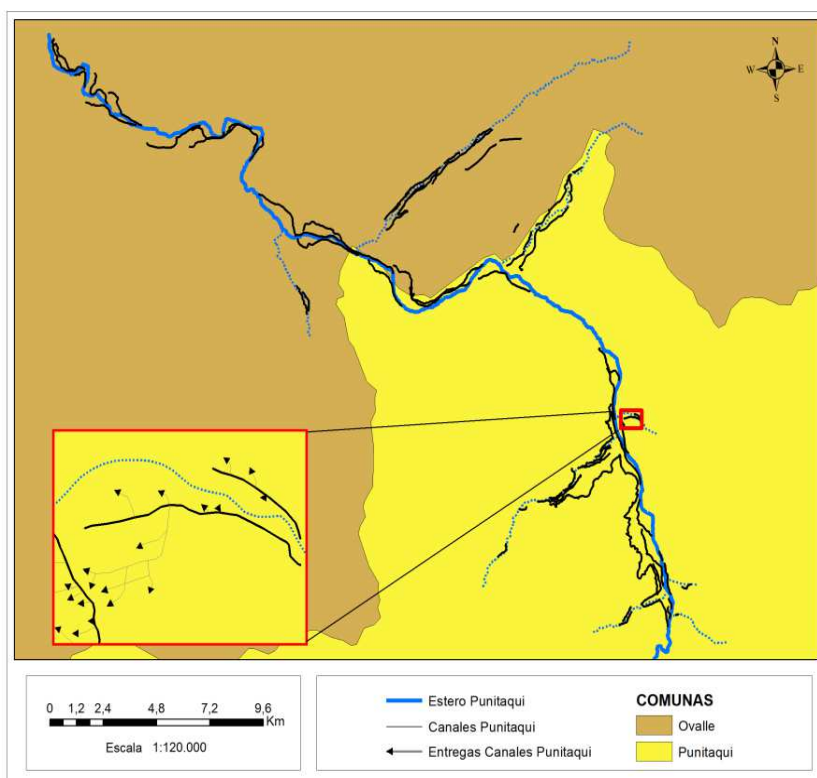 N
W E
S
0 1,2 2,4 4,8 7,2 9,6
Km
Escala 1:120.000
Estero Punitaqui
Canales Punitaqui
Entregas Canales Punitaqui
COMUNAS
Ovalle
Punitaqui